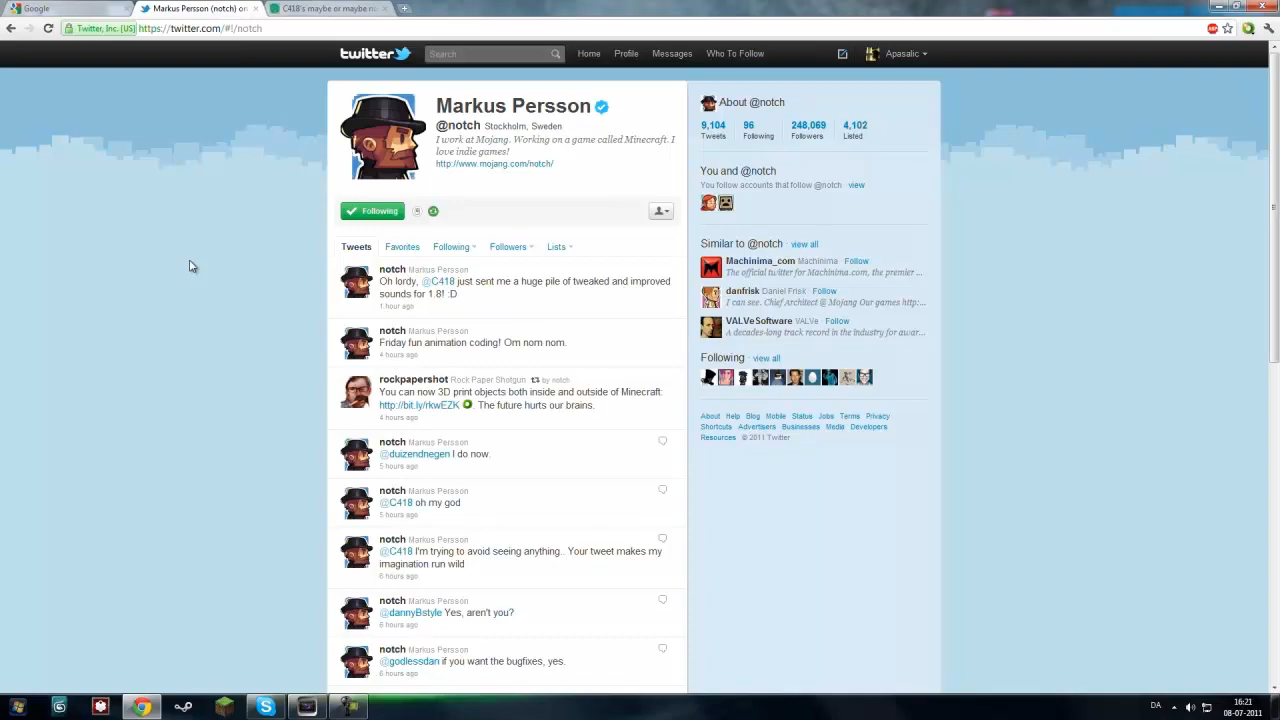 Google
Markus Persson (notch) on
C418's maybe or maybe no
Twitter, Inc. [US] https://twitter.com/#!/notch
twitter
Search
Home Profile Messages Who To Follow
Apasalic
Markus Persson
@notch Stockholm, Sweden
I work at Mojang. Working on a game called Minecraft. I
love indie games!
http://www.mojang.com/notch/
Following
Tweets Favorites Following Followers Lists
notch Markus Persson
Oh lordy, @C418 just sent me a huge pile of tweaked and improved
sounds for 1.8! :D
1 hour ago
notch Markus Persson
Friday fun animation coding! Om nom nom.
4 hours ago
rockpapershot Rock Paper Shotgun by notch
You can now 3D print objects both inside and outside of Minecraft:
http://bit.ly/rkwEZK . The future hurts our brains.
4 hours ago
notch Markus Persson
@duizendnegen I do now.
5 hours ago
notch Markus Persson
@C418 oh my god
5 hours ago
notch Markus Persson
@C418 I'm trying to avoid seeing anything.. Your tweet makes my
imagination run wild
6 hours ago
notch Markus Persson
@dannyBstyle Yes, aren't you?
6 hours ago
notch Markus Persson
@godlessdan if you want the bugfixes, yes.
6 hours ago
About @notch
9,104 96 248,069 4,102
Tweets Following Followers Listed
You and @notch
You follow accounts that follow @notch · view
Similar to @notch · view all
Machinima_com Machinima · Follow
The official twitter for Machinima.com, the premier ...
danfrisk Daniel Frisk · Follow
I can see. Chief Architect @ Mojang Our games http:...
VALVeSoftware VALVe · Follow
A decades-long track record in the industry for awar...
Following · view all
About Help Blog Mobile Status Jobs Terms Privacy
Shortcuts Advertisers Businesses Media Developers
Resources © 2011 Twitter
DA
16:21
08-07-2011